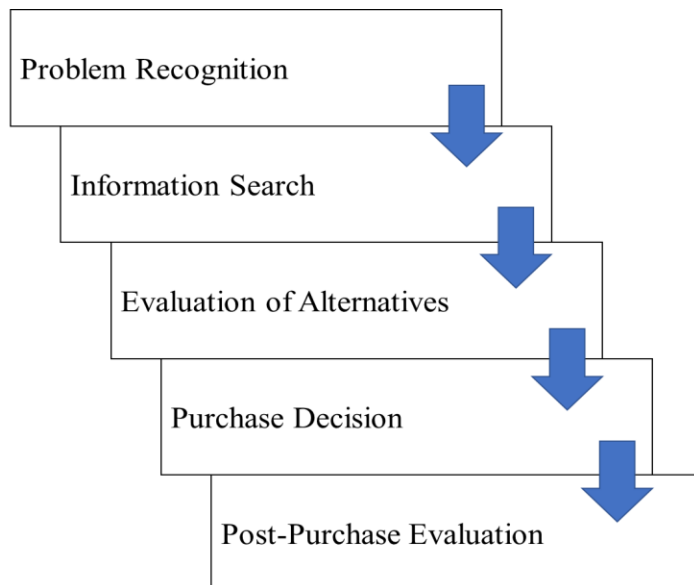 Problem Recognition
Information Search
Evaluation of Alternatives
Purchase Decision
Post-Purchase Evaluation